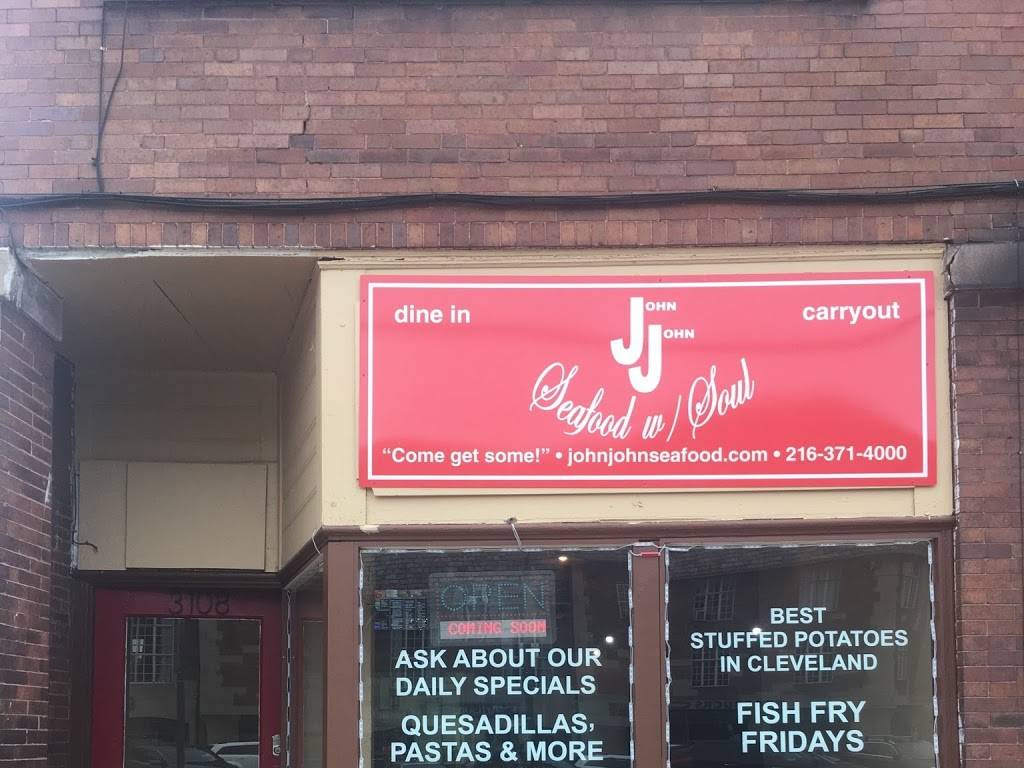 dine in
JOHN
JOHN
carryout
Seafood w/ Soul
“Come get some!” • johnjohnseafood.com • 216-371-4000
3108
OPEN
COMING SOON
ASK ABOUT OUR
DAILY SPECIALS
QUESADILLAS,
PASTAS & MORE
BEST
STUFFED POTATOES
IN CLEVELAND
FISH FRY
FRIDAYS